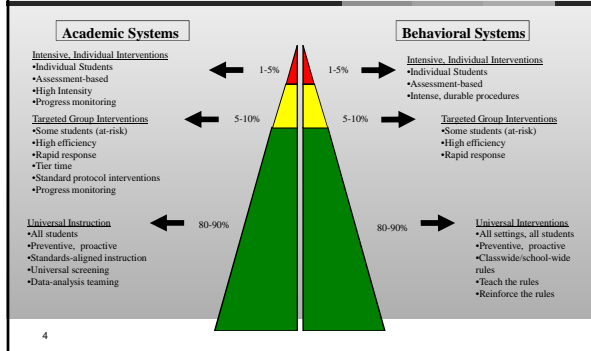 Academic Systems
Intensive, Individual Interventions
•Individual Students
•Assessment-based
•High Intensity
•Progress monitoring
Targeted Group Interventions
•Some students (at-risk)
•High efficiency
•Rapid response
•Tier time
•Standard protocol interventions
•Progress monitoring
Universal Instruction
•All students
•Preventive, proactive
•Standards-aligned instruction
•Universal screening
•Data-analysis teaming
1-5%
5-10%
80-90%
Behavioral Systems
1-5%
5-10%
80-90%
Intensive, Individual Interventions
•Individual Students
•Assessment-based
•Intense, durable procedures
Targeted Group Interventions
•Some students (at-risk)
•High efficiency
•Rapid response
Universal Interventions
•All settings, all students
•Preventive, proactive
•Classwide/school-wide
rules
•Teach the rules
•Reinforce the rules
4